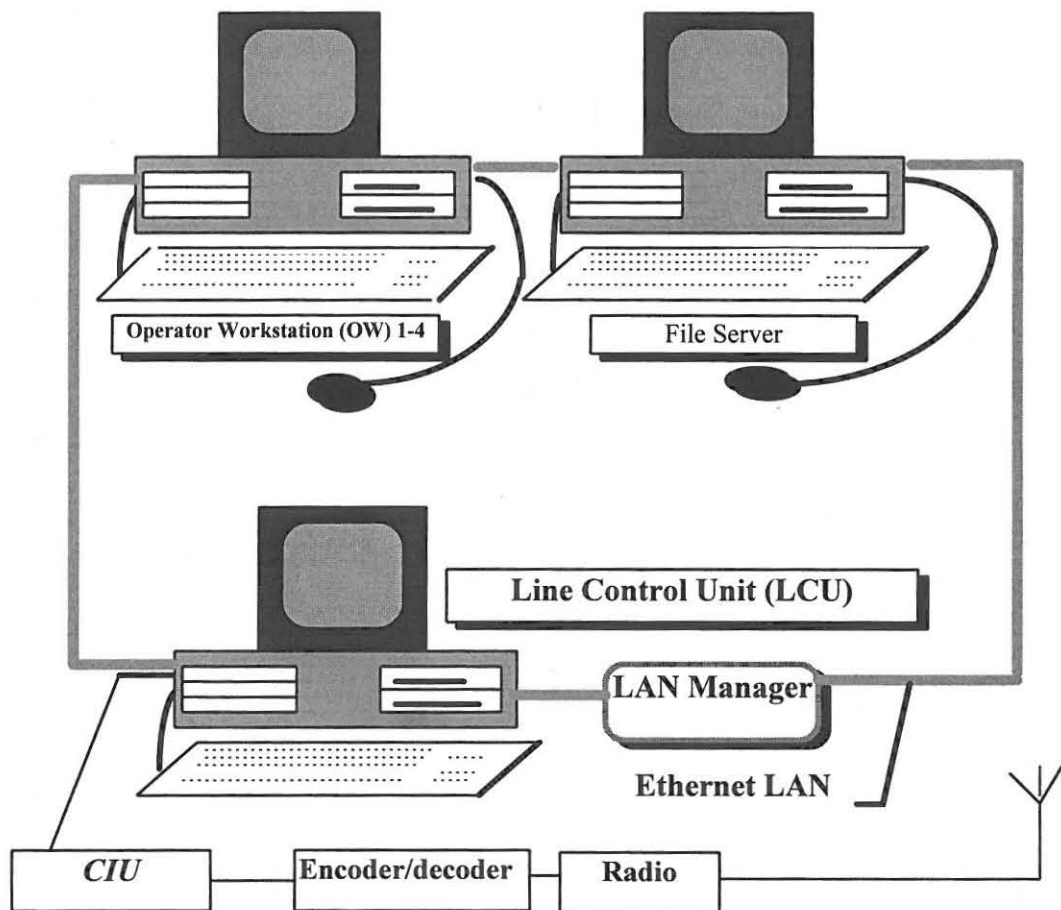 Operator Workstation (OW) 1-4
File Server
Line Control Unit (LCU)
LAN Manager
Ethernet LAN
CIU
Encoder/decoder
Radio